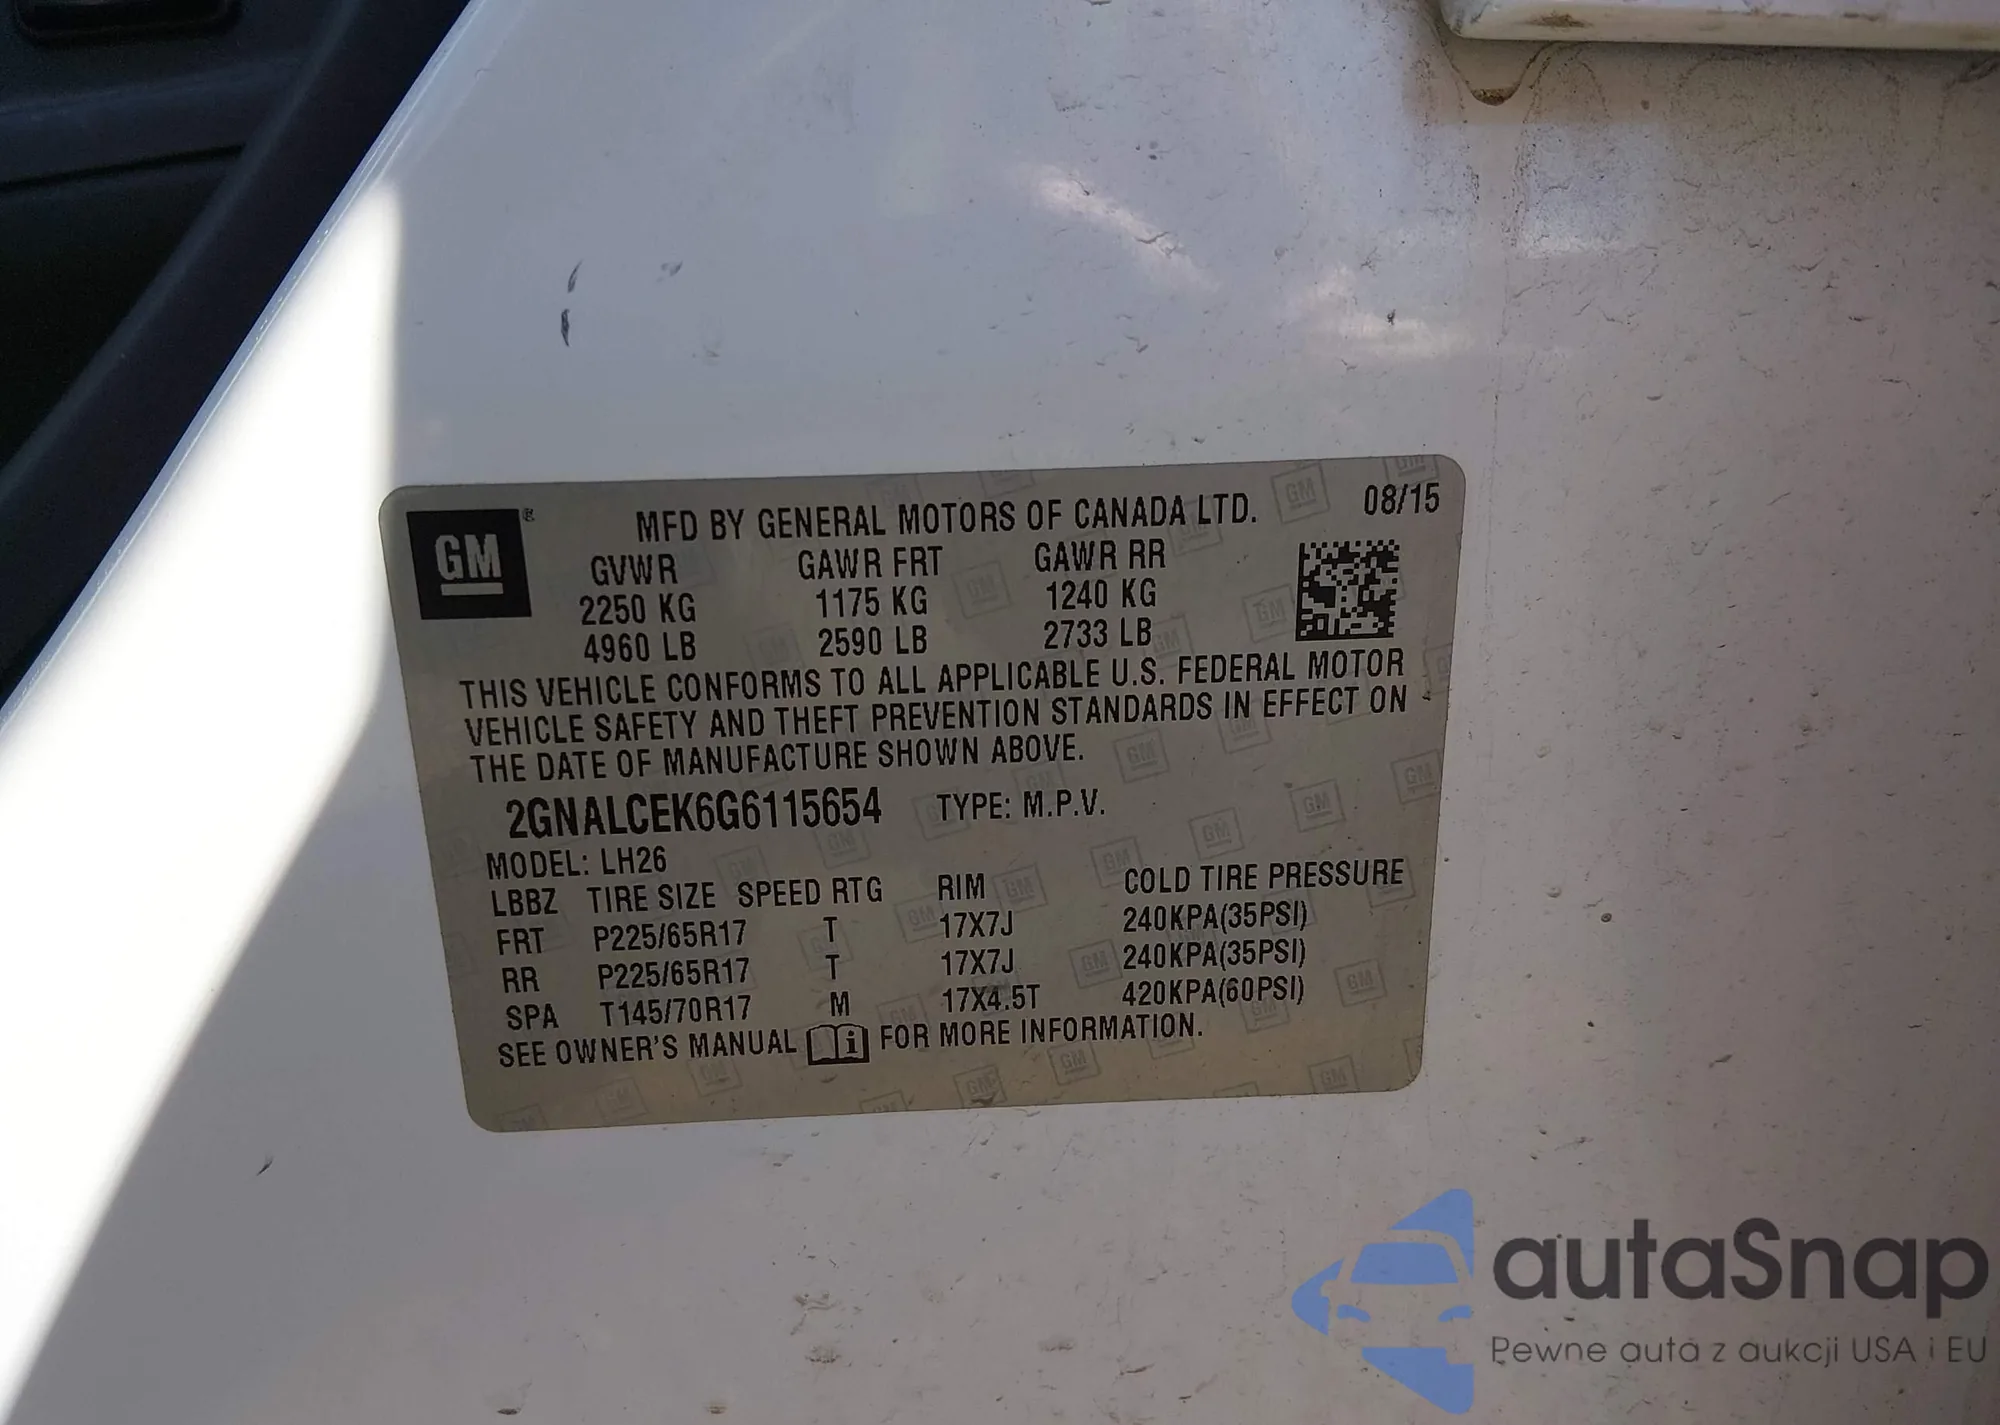 GM ®
MFD BY GENERAL MOTORS OF CANADA LTD. 08/15
GVWR GAWR FRT GAWR RR
2250 KG 1175 KG 1240 KG
4960 LB 2590 LB 2733 LB
THIS VEHICLE CONFORMS TO ALL APPLICABLE U.S. FEDERAL MOTOR
VEHICLE SAFETY AND THEFT PREVENTION STANDARDS IN EFFECT ON
THE DATE OF MANUFACTURE SHOWN ABOVE.
2GNALCEK6G6115654 TYPE: M.P.V.
MODEL: LH26
LBBZ TIRE SIZE SPEED RTG RIM COLD TIRE PRESSURE
FRT P225/65R17 T 17X7J 240KPA(35PSI)
RR P225/65R17 T 17X7J 240KPA(35PSI)
SPA T145/70R17 M 17X4.5T 420KPA(60PSI)
SEE OWNER'S MANUAL i FOR MORE INFORMATION.
autaSnap
Pewne auta z aukcji USA i EU